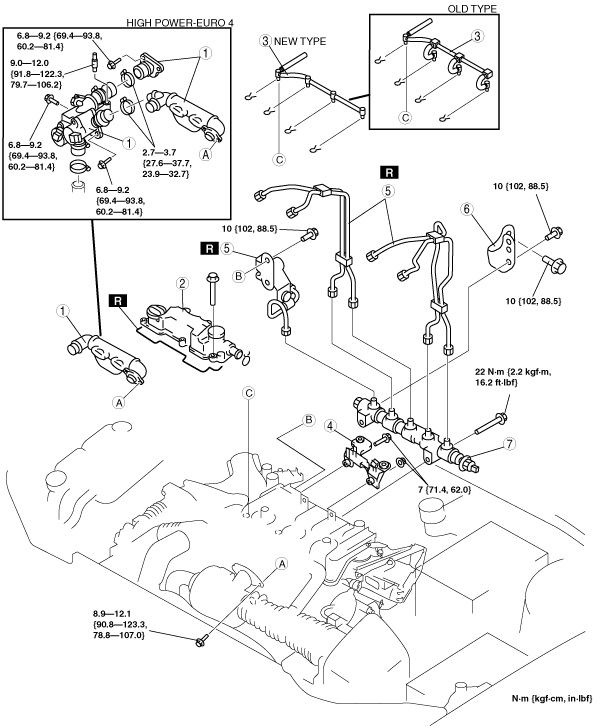 HIGH POWER-EURO 4
OLD TYPE
6.8—9.2 {69.4—93.8,
60.2—81.4}
1
9.0—12.0
{91.8—122.3,
79.7—106.2}
3 NEW TYPE
3
C
C
6.8—9.2
{69.4—93.8,
60.2—81.4}
1
A
2.7—3.7
{27.6—37.7,
23.9—32.7}
6.8—9.2
{69.4—93.8,
60.2—81.4}
R
5
6
10 {102, 88.5}
10 {102, 88.5}
R 5
B
10 {102, 88.5}
2
R
1
A
22 N·m {2.2 kgf·m,
16.2 ft·lbf}
C
B
4
7
7 {71.4, 62.0}
A
8.9—12.1
{90.8—123.3,
78.8—107.0}
N·m {kgf·cm, in·lbf}